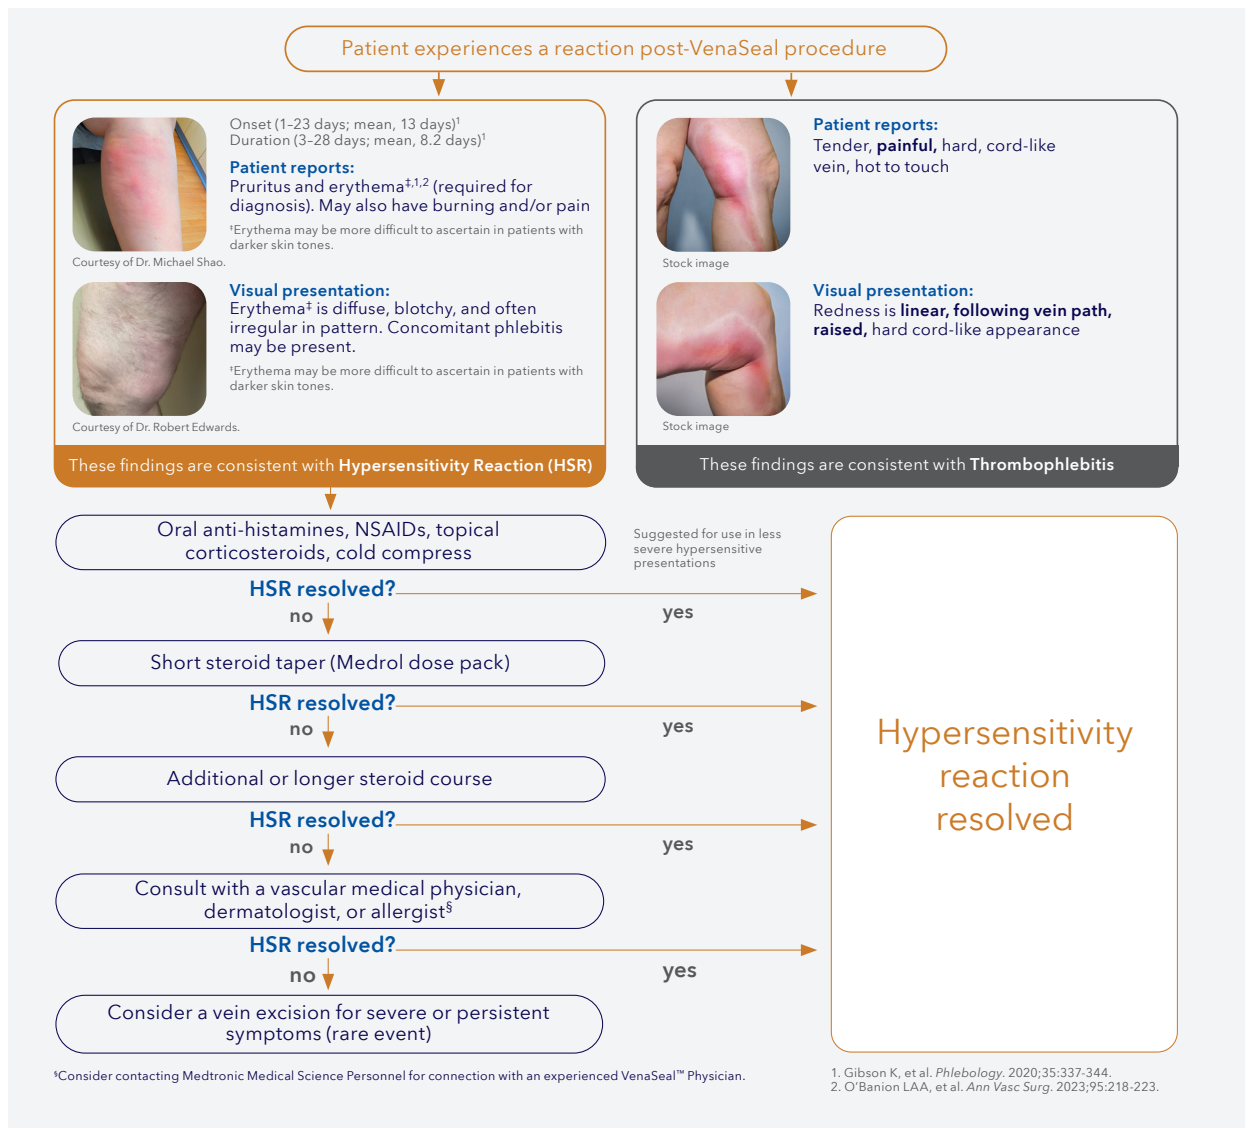 Patient experiences a reaction post-VenaSeal procedure
Onset (1–23 days; mean, 13 days)¹
Duration (3–28 days; mean, 8.2 days)¹
Patient reports:
Pruritus and erythema‡,1,2 (required for
diagnosis). May also have burning and/or pain
‡Erythema may be more difficult to ascertain in patients with
darker skin tones.
Courtesy of Dr. Michael Shao.
Visual presentation:
Erythema‡ is diffuse, blotchy, and often
irregular in pattern. Concomitant phlebitis
may be present.
‡Erythema may be more difficult to ascertain in patients with
darker skin tones.
Courtesy of Dr. Robert Edwards.
These findings are consistent with Hypersensitivity Reaction (HSR)
Patient reports:
Tender, painful, hard, cord-like
vein, hot to touch
Stock image
Visual presentation:
Redness is linear, following vein path,
raised, hard cord-like appearance
Stock image
These findings are consistent with Thrombophlebitis
Oral anti-histamines, NSAIDs, topical
corticosteroids, cold compress
Suggested for use in less
severe hypersensitive
presentations
HSR resolved?
no
yes
Short steroid taper (Medrol dose pack)
HSR resolved?
no
yes
Additional or longer steroid course
HSR resolved?
no
yes
Consult with a vascular medical physician,
dermatologist, or allergist§
HSR resolved?
no
yes
Consider a vein excision for severe or persistent
symptoms (rare event)
Hypersensitivity
reaction
resolved
§Consider contacting Medtronic Medical Science Personnel for connection with an experienced VenaSeal™ Physician.
1. Gibson K, et al. Phlebology. 2020;35:337-344.
2. O'Banion LAA, et al. Ann Vasc Surg. 2023;95:218-223.